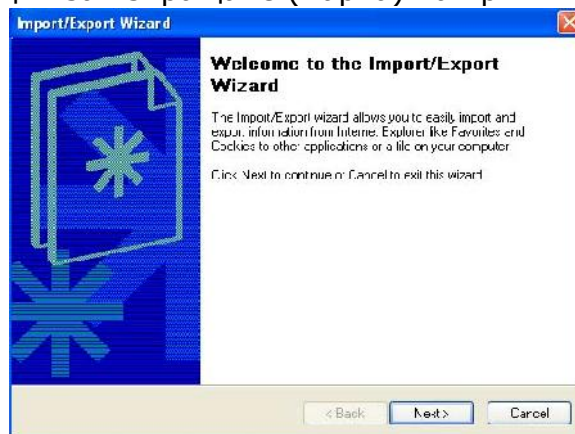 Import/Export Wizard
Welcome to the Import/Export
Wizard
The Import/Export wizard allows you to easily import and
export information from Internet Explorer like Favorites and
Cookies to other applications or a file on your computer
Click Next to continue or Cancel to exit this wizard
< Back
Next >
Cancel